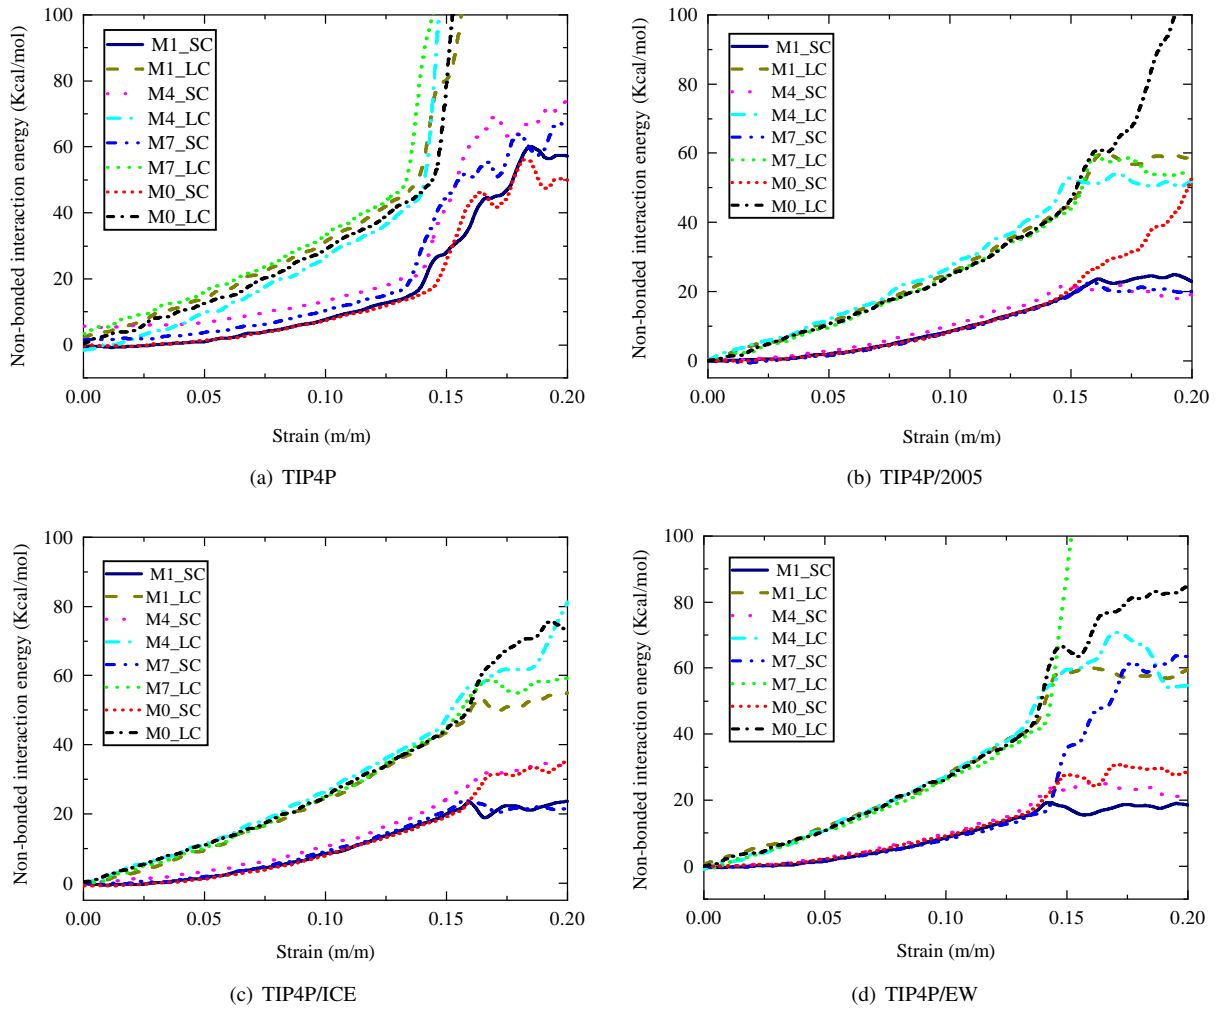 100
80
60
40
20
0
0.00 0.05 0.10 0.15 0.20
Non-bonded interaction energy (Kcal/mol)
Strain (m/m)
M1_SC
M1_LC
M4_SC
M4_LC
M7_SC
M7_LC
M0_SC
M0_LC
(a) TIP4P
100
80
60
40
20
0
0.00 0.05 0.10 0.15 0.20
Non-bonded interaction energy (Kcal/mol)
Strain (m/m)
M1_SC
M1_LC
M4_SC
M4_LC
M7_SC
M7_LC
M0_SC
M0_LC
(b) TIP4P/2005
100
80
60
40
20
0
0.00 0.05 0.10 0.15 0.20
Non-bonded interaction energy (Kcal/mol)
Strain (m/m)
M1_SC
M1_LC
M4_SC
M4_LC
M7_SC
M7_LC
M0_SC
M0_LC
(c) TIP4P/ICE
100
80
60
40
20
0
0.00 0.05 0.10 0.15 0.20
Non-bonded interaction energy (Kcal/mol)
Strain (m/m)
M1_SC
M1_LC
M4_SC
M4_LC
M7_SC
M7_LC
M0_SC
M0_LC
(d) TIP4P/EW